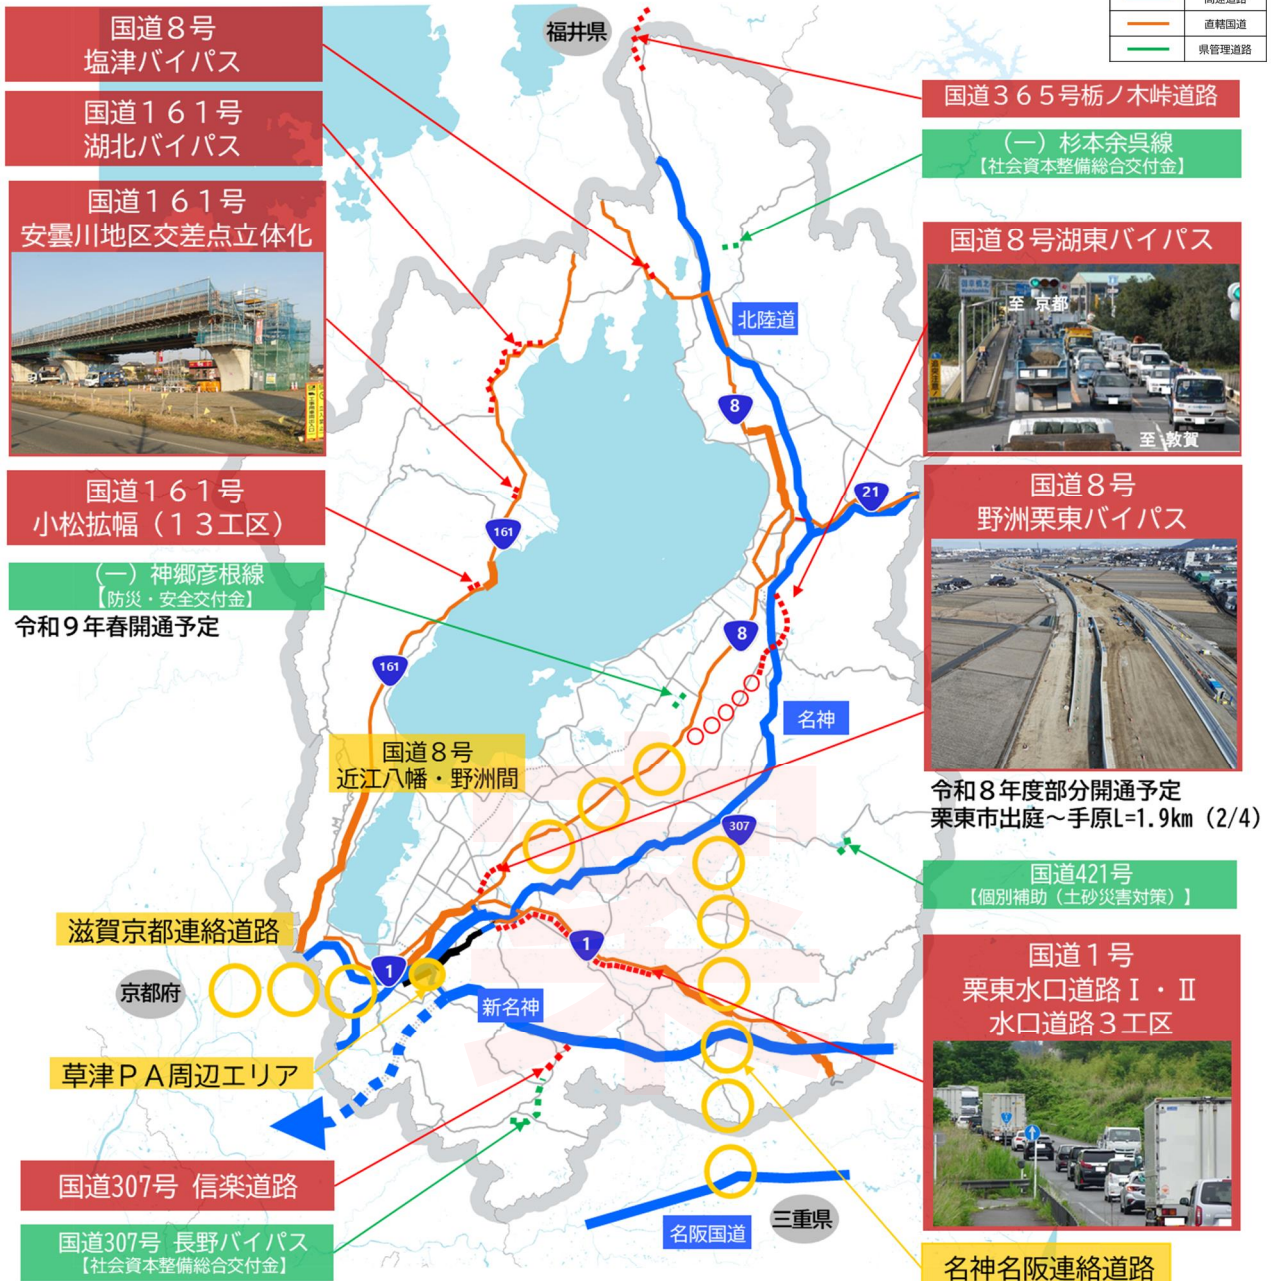 国道8号
塩津バイパス
国道161号
湖北バイパス
国道161号
安曇川地区交差点立体化
国道161号
小松拡幅（13工区）
（一）神郷彦根線
【防災・安全交付金】
令和９年春開通予定
国道8号
近江八幡・野洲間
滋賀京都連絡道路
京都府
草津ＰＡ周辺エリア
国道307号 信楽道路
国道307号 長野バイパス
【社会資本整備総合交付金】
福井県
北陸道
8
21
161
8
161
名神
307
1
1
新名神
名阪国道
三重県
直轄国道
県管理道路
国道３６５号栃ノ木峠道路
（一）杉本余呉線
【社会資本整備総合交付金】
国道８号湖東バイパス
至 京都
至 敦賀
国道8号
野洲栗東バイパス
令和８年度部分開通予定
栗東市出庭～手原L=1.9km（2/4）
国道421号
【個別補助（土砂災害対策）】
国道１号
栗東水口道路Ⅰ・Ⅱ
水口道路３工区
名神名阪連絡道路